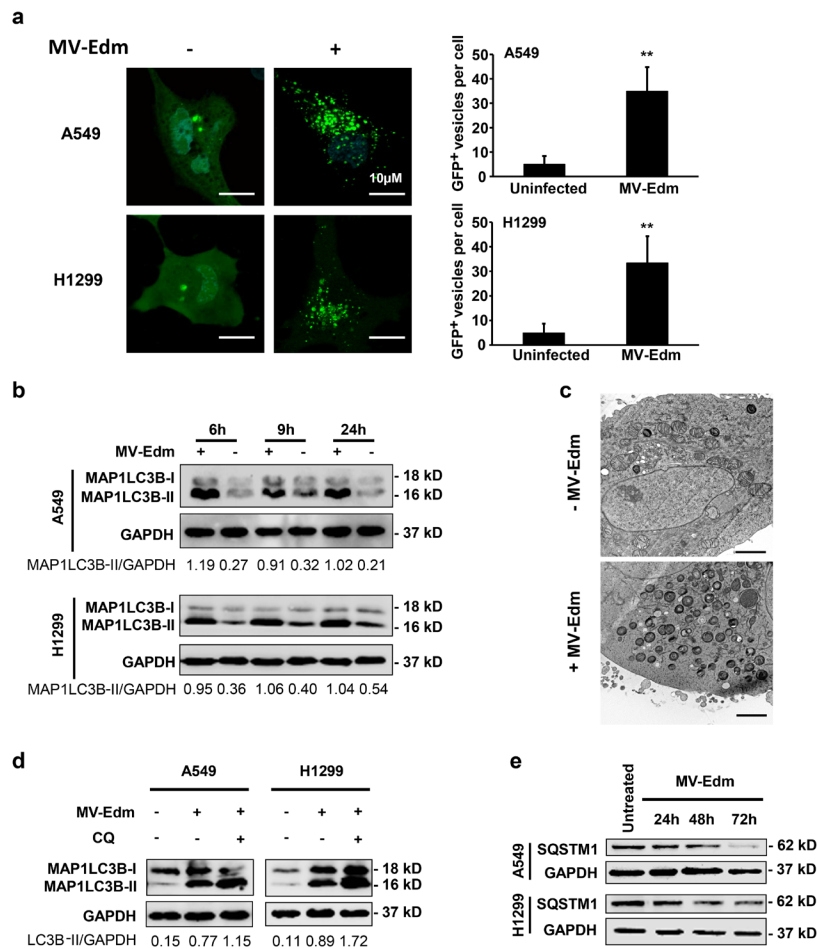 a
MV-Edm - +
A549
10µM
H1299
GFP+ vesicles per cell
50
40
30
20
10
0
A549
**
Uninfected MV-Edm
GFP+ vesicles per cell
50
40
30
20
10
0
H1299
**
Uninfected MV-Edm
b
6h 9h 24h
MV-Edm + - + - + -
A549
MAP1LC3B-I - 18 kD
MAP1LC3B-II - 16 kD
GAPDH - 37 kD
MAP1LC3B-II/GAPDH 1.19 0.27 0.91 0.32 1.02 0.21
H1299
MAP1LC3B-I - 18 kD
MAP1LC3B-II - 16 kD
GAPDH - 37 kD
MAP1LC3B-II/GAPDH 0.95 0.36 1.06 0.40 1.04 0.54
c
- MV-Edm
+ MV-Edm
d
A549 H1299
MV-Edm - + + - + +
CQ - - + - - +
MAP1LC3B-I - 18 kD
MAP1LC3B-II - 16 kD
GAPDH - 37 kD
LC3B-II/GAPDH 0.15 0.77 1.15 0.11 0.89 1.72
e
Untreated
MV-Edm
24h 48h 72h
A549
SQSTM1 - 62 kD
GAPDH - 37 kD
H1299
SQSTM1 - 62 kD
GAPDH - 37 kD